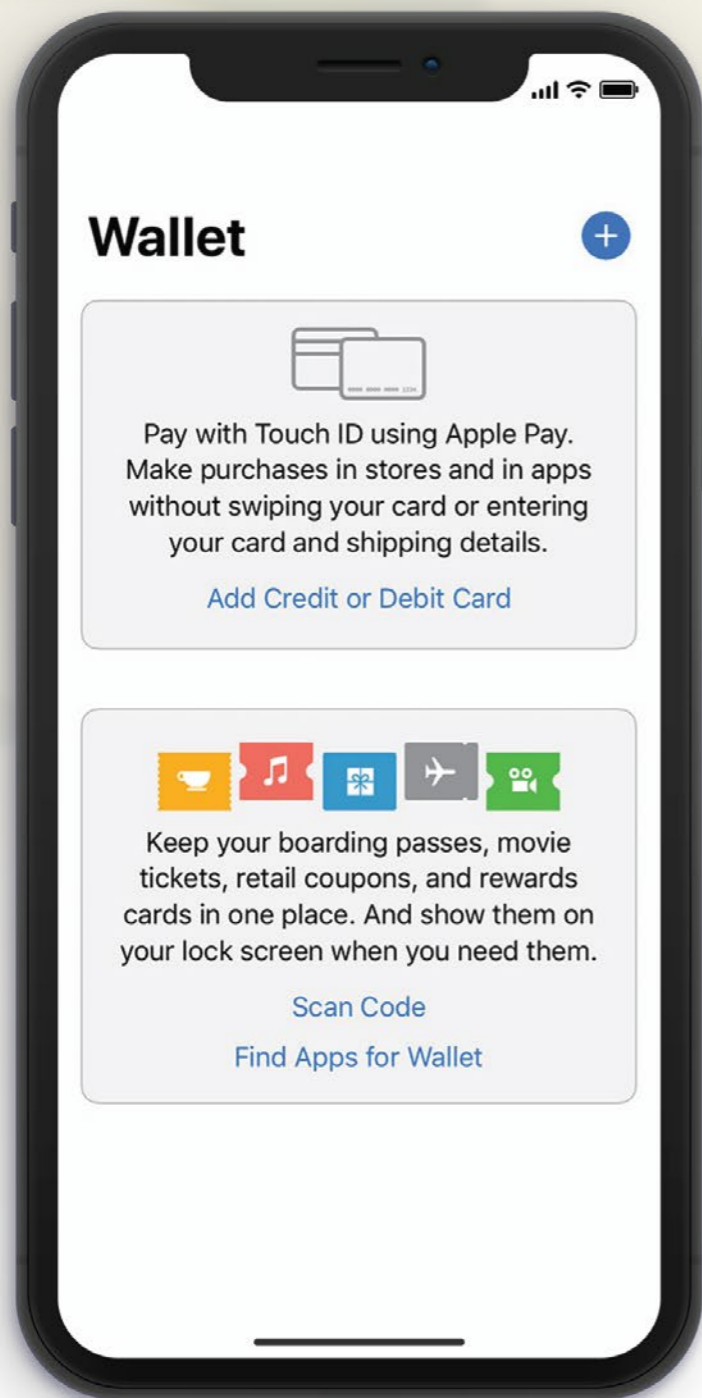 Wallet
Pay with Touch ID using Apple Pay.
Make purchases in stores and in apps
without swiping your card or entering
your card and shipping details.
Add Credit or Debit Card
Keep your boarding passes, movie
tickets, retail coupons, and rewards
cards in one place. And show them on
your lock screen when you need them.
Scan Code
Find Apps for Wallet